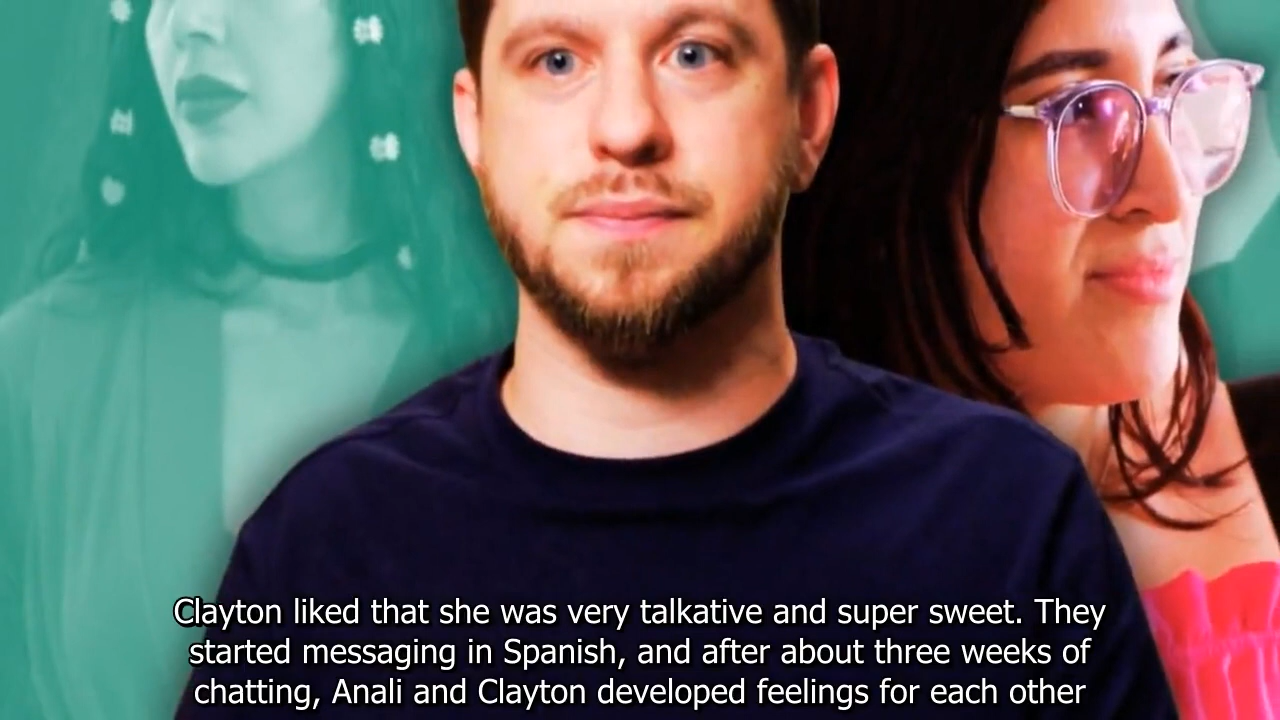 Clayton liked that she was very talkative and super sweet. They
started messaging in Spanish, and after about three weeks of
chatting, Anali and Clayton developed feelings for each other